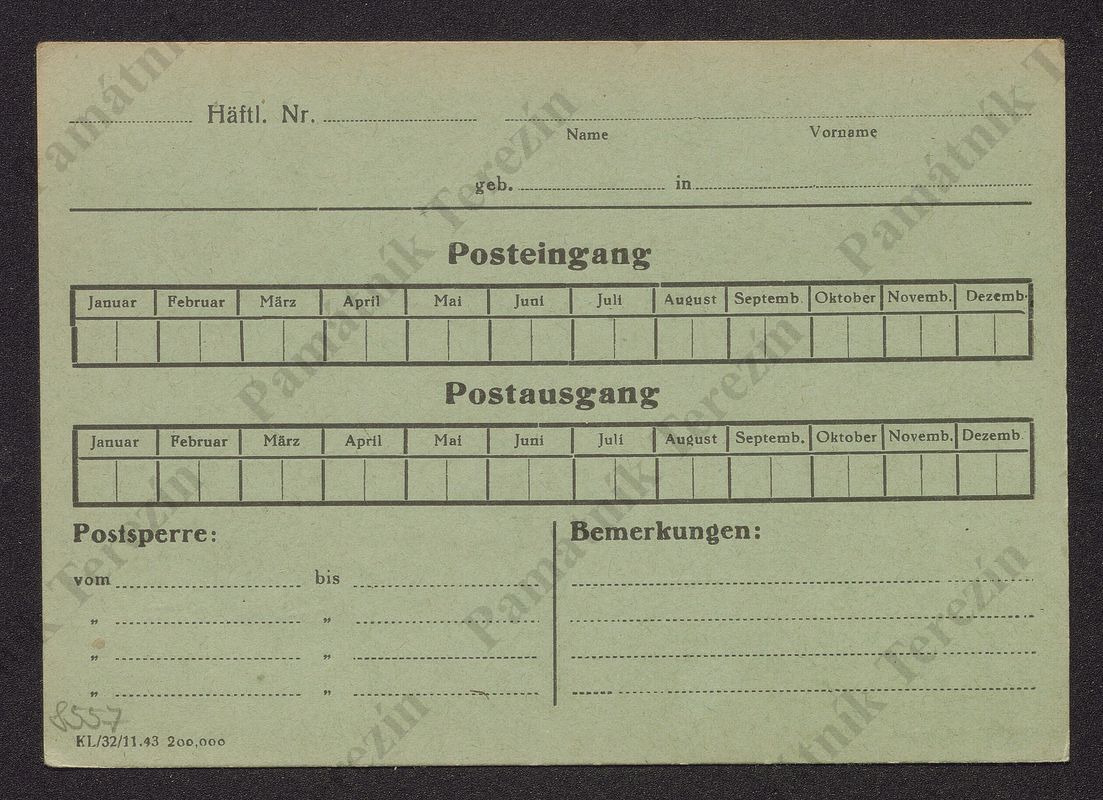 Häftl. Nr.
Name Vorname
geb. in
Posteingang
Januar Februar März April Mai Juni Juli August Septemb. Oktober Novemb. Dezemb.
Postausgang
Januar Februar März April Mai Juni Juli August Septemb. Oktober Novemb. Dezemb
Postsperre: Bemerkungen:
vom bis
„ „
„ „
„ „
8557
KL/32/11.43 200,000
Památník Terezín